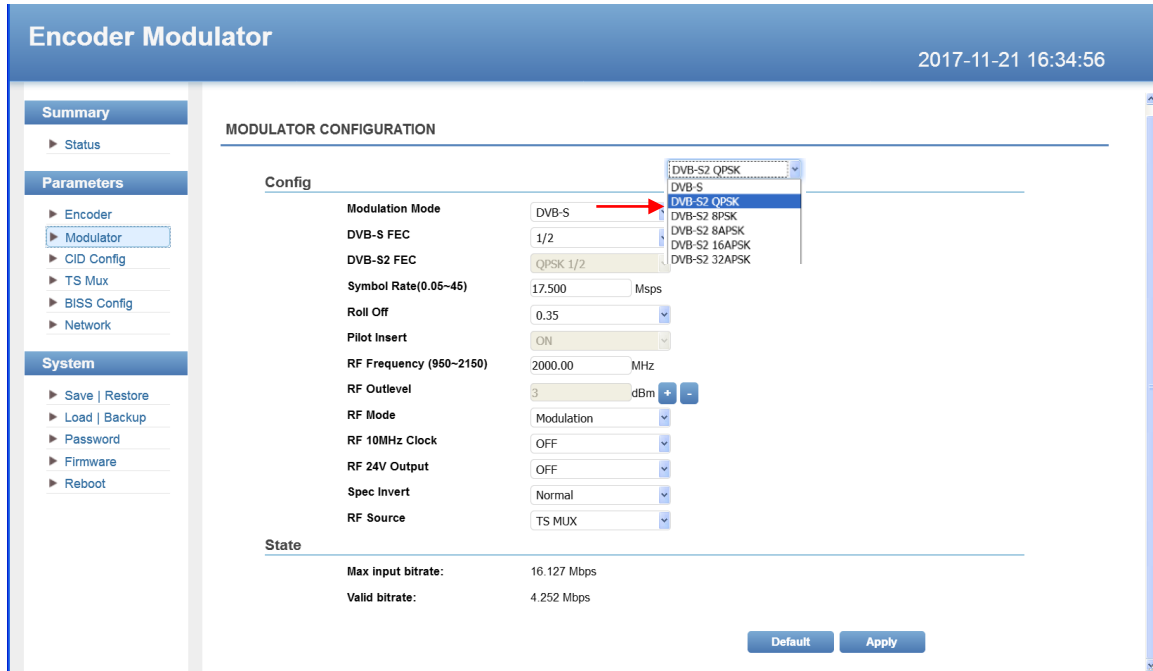 Encoder Modulator
2017-11-21 16:34:56
Summary
Status
Parameters
Encoder
Modulator
CID Config
TS Mux
BISS Config
Network
System
Save | Restore
Load | Backup
Password
Firmware
Reboot
MODULATOR CONFIGURATION
DVB-S2 QPSK
DVB-S
DVB-S2 QPSK
DVB-S2 8PSK
DVB-S2 8APSK
DVB-S2 16APSK
DVB-S2 32APSK
Config
Modulation Mode DVB-S
DVB-S FEC 1/2
DVB-S2 FEC QPSK 1/2
Symbol Rate(0.05~45) 17.500 Msps
Roll Off 0.35
Pilot Insert ON
RF Frequency (950~2150) 2000.00 MHz
RF Outlevel 3 dBm + -
RF Mode Modulation
RF 10MHz Clock OFF
RF 24V Output OFF
Spec Invert Normal
RF Source TS MUX
State
Max input bitrate: 16.127 Mbps
Valid bitrate: 4.252 Mbps
Default Apply